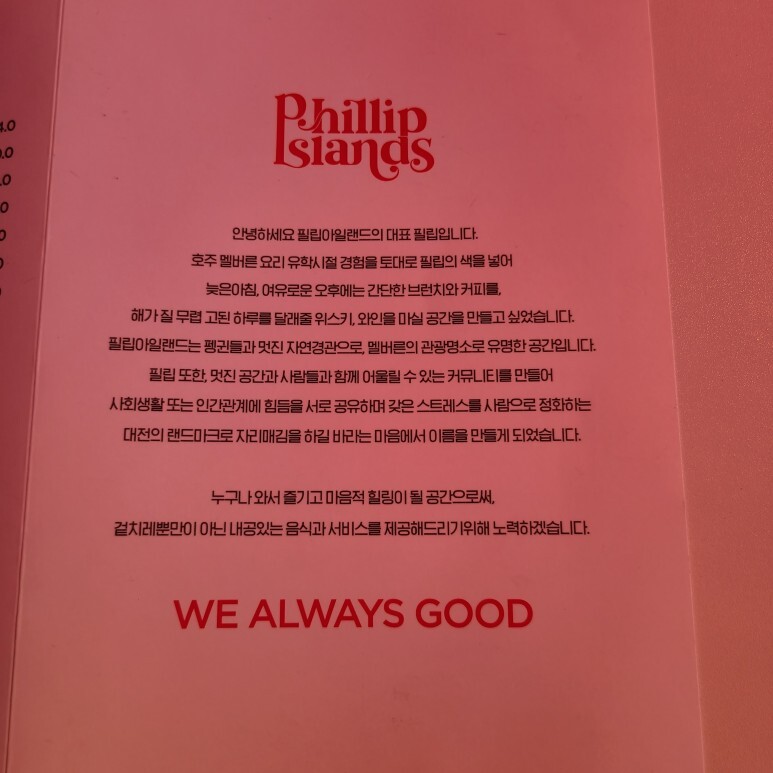 4.0
0.0
.0
0
0
0
Phillip
Islands
안녕하세요 필립아일랜드의 대표 필립입니다.
호주 멜버른 요리 유학시절 경험을 토대로 필립의 색을 넣어
늦은아침, 여유로운 오후에는 간단한 브런치와 커피를,
해가 질 무렵 고된 하루를 달래줄 위스키, 와인을 마실 공간을 만들고 싶었습니다.
필립아일랜드는 펭귄들과 멋진 자연경관으로, 멜버른의 관광명소로 유명한 공간입니다.
필립 또한, 멋진 공간과 사람들과 함께 어울릴 수 있는 커뮤니티를 만들어
사회생활 또는 인간관계에 힘듬을 서로 공유하며 갖은 스트레스를 사람으로 정화하는
대전의 랜드마크로 자리매김을 하길 바라는 마음에서 이름을 만들게 되었습니다.
누구나 와서 즐기고 마음적 힐링이 될 공간으로써,
겉치레뿐만이 아닌 내공있는 음식과 서비스를 제공해드리기위해 노력하겠습니다.
WE ALWAYS GOOD